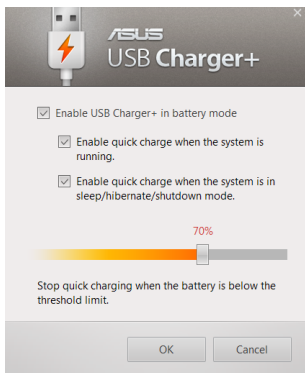 ASUS
USB Charger+
Enable USB Charger+ in battery mode
Enable quick charge when the system is
running.
Enable quick charge when the system is in
sleep/hibernate/shutdown mode.
70%
Stop quick charging when the battery is below the
threshold limit.
OK
Cancel